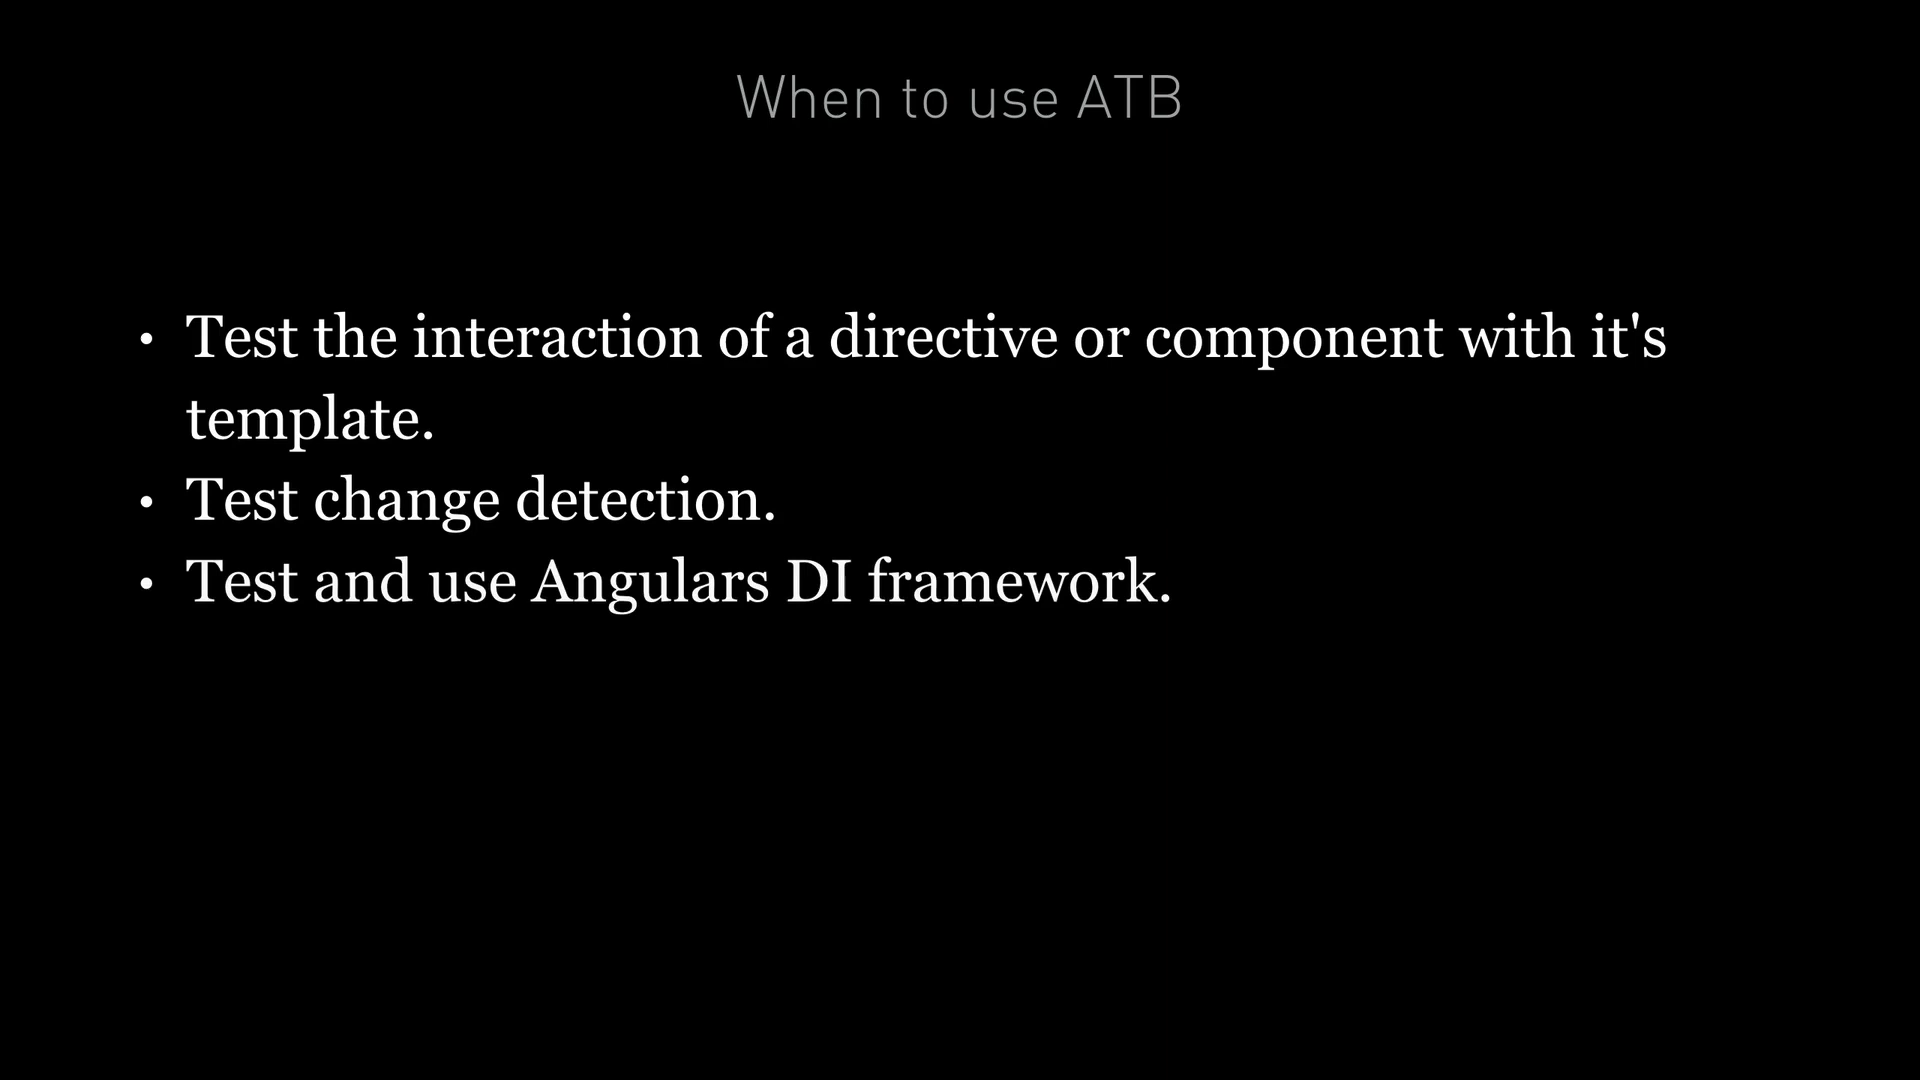 When to use ATB
• Test the interaction of a directive or component with it's
template.
• Test change detection.
• Test and use Angulars DI framework.